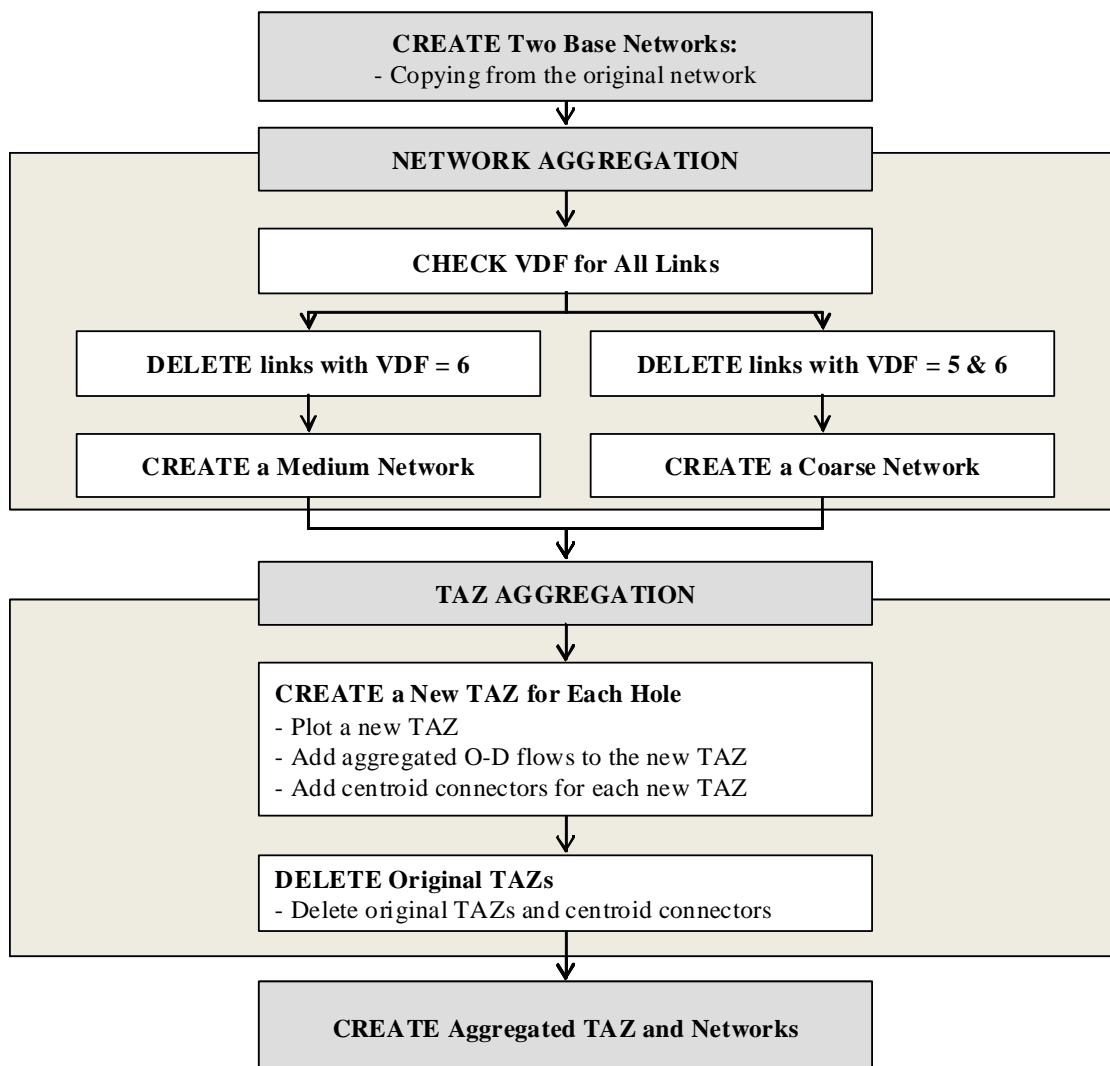 CREATE Two Base Networks:
- Copying from the original network
NETWORK AGGREGATION
CHECK VDF for All Links
DELETE links with VDF = 6
DELETE links with VDF = 5 & 6
CREATE a Medium Network
CREATE a Coarse Network
TAZ AGGREGATION
CREATE a New TAZ for Each Hole
- Plot a new TAZ
- Add aggregated O-D flows to the new TAZ
- Add centroid connectors for each new TAZ
DELETE Original TAZs
- Delete original TAZs and centroid connectors
CREATE Aggregated TAZ and Networks